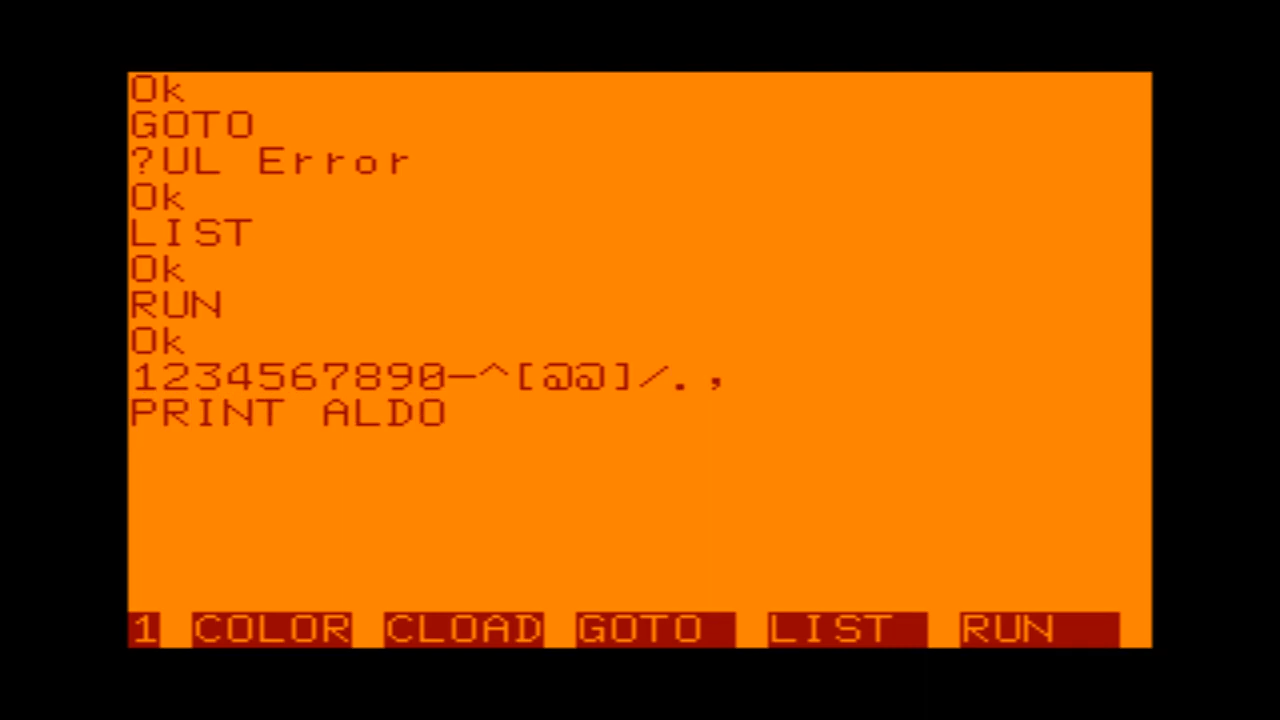 Ok
GOTO
?UL Error
Ok
LIST
Ok
RUN
Ok
1234567890-^[@@]/.,
PRINT ALDO
1 COLOR CLOAD GOTO LIST RUN